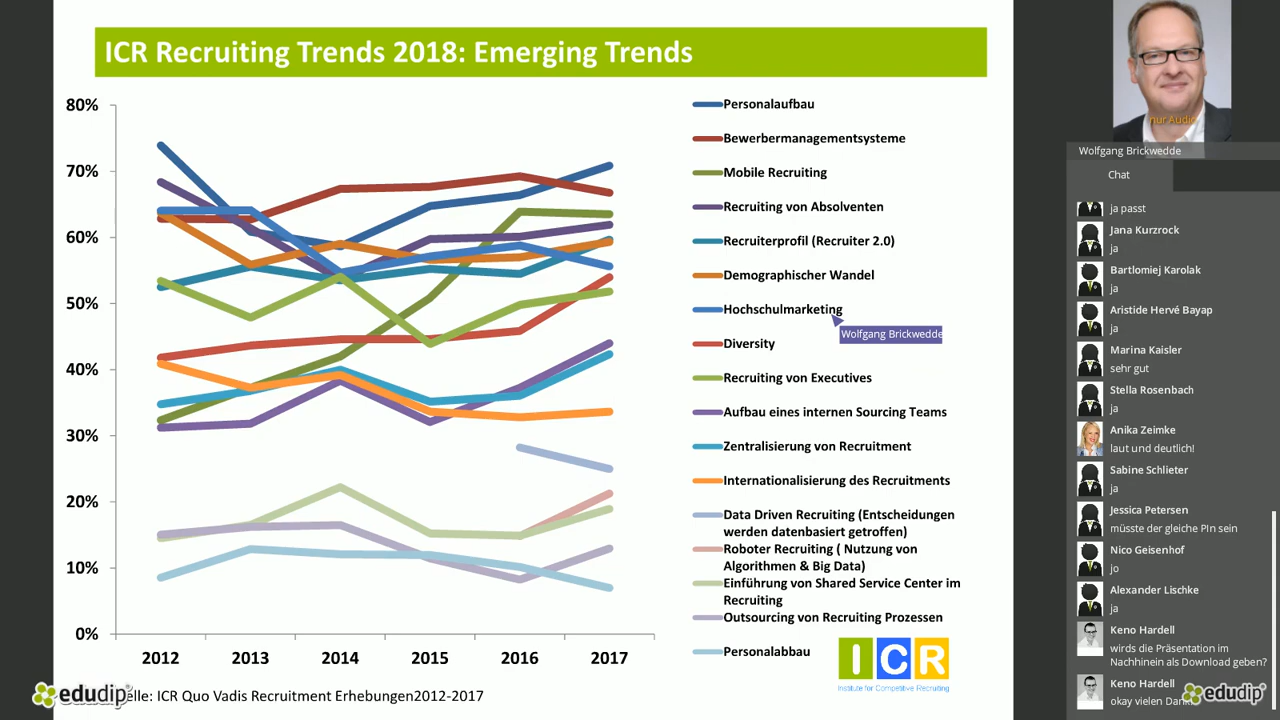 ICR Recruiting Trends 2018: Emerging Trends
80%
70%
60%
50%
40%
30%
20%
10%
0%
2012 2013 2014 2015 2016 2017
Personalaufbau
Bewerbermanagementsysteme
Mobile Recruiting
Recruiting von Absolventen
Recruiterprofil (Recruiter 2.0)
Demographischer Wandel
Hochschulmarketing
Wolfgang Brickwedde
Diversity
Recruiting von Executives
Aufbau eines internen Sourcing Teams
Zentralisierung von Recruitment
Internationalisierung des Recruitments
Data Driven Recruiting (Entscheidungen
werden datenbasiert getroffen)
Roboter Recruiting ( Nutzung von
Algorithmen & Big Data)
Einführung von Shared Service Center im
Recruiting
Outsourcing von Recruiting Prozessen
Personalabbau
ICR
Institute for Competitive Recruiting
edudip
elle: ICR Quo Vadis Recruitment Erhebungen2012-2017
nur Audio
Wolfgang Brickwedde
Chat
ja passt
Jana Kurzrock
ja
Bartlomiej Karolak
ja
Aristide Hervé Bayap
ja
Marina Kaisler
sehr gut
Stella Rosenbach
ja
Anika Zeimke
laut und deutlich!
Sabine Schlieter
ja
Jessica Petersen
müsste der gleiche PIn sein
Nico Geisenhof
jo
Alexander Lischke
ja
Keno Hardell
wirds die Präsentation im
Nachhinein als Download geben?
Keno Hardell
okay vielen Dank
edudip